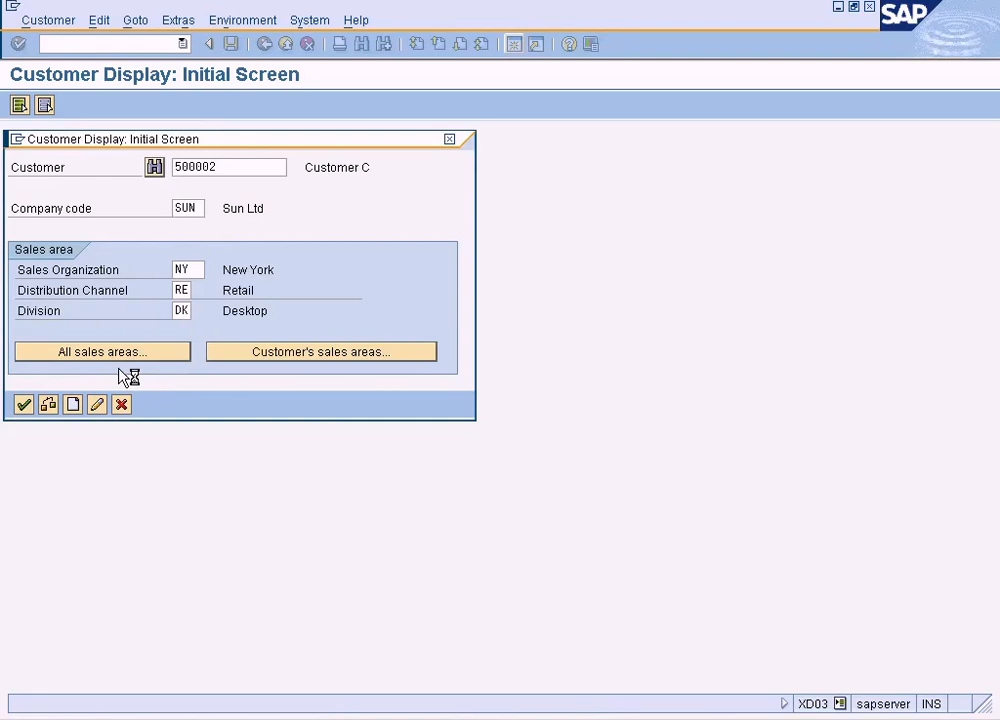 Customer Edit Goto Extras Environment System Help
SAP
Customer Display: Initial Screen
Customer Display: Initial Screen
Customer 500002 Customer C
Company code SUN Sun Ltd
Sales area
Sales Organization NY New York
Distribution Channel RE Retail
Division DK Desktop
All sales areas... Customer's sales areas...
XD03 sapserver INS